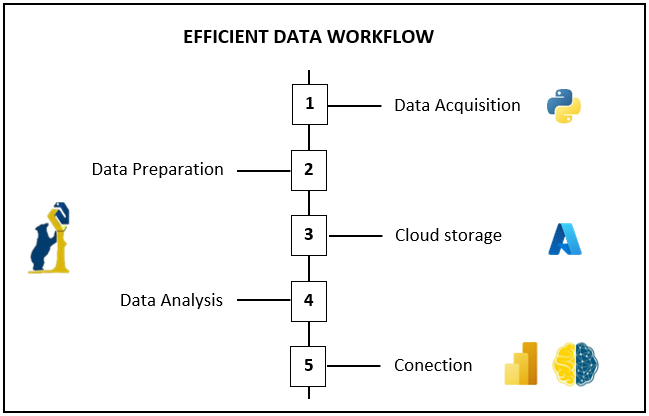 EFFICIENT DATA WORKFLOW
1 Data Acquisition
Data Preparation 2
3 Cloud storage
Data Analysis 4
5 Conection